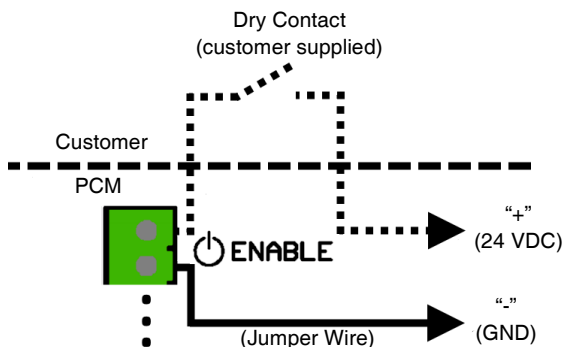 Dry Contact
(customer supplied)
Customer
PCM
ENABLE
“+”
(24 VDC)
(Jumper Wire)
“-”
(GND)